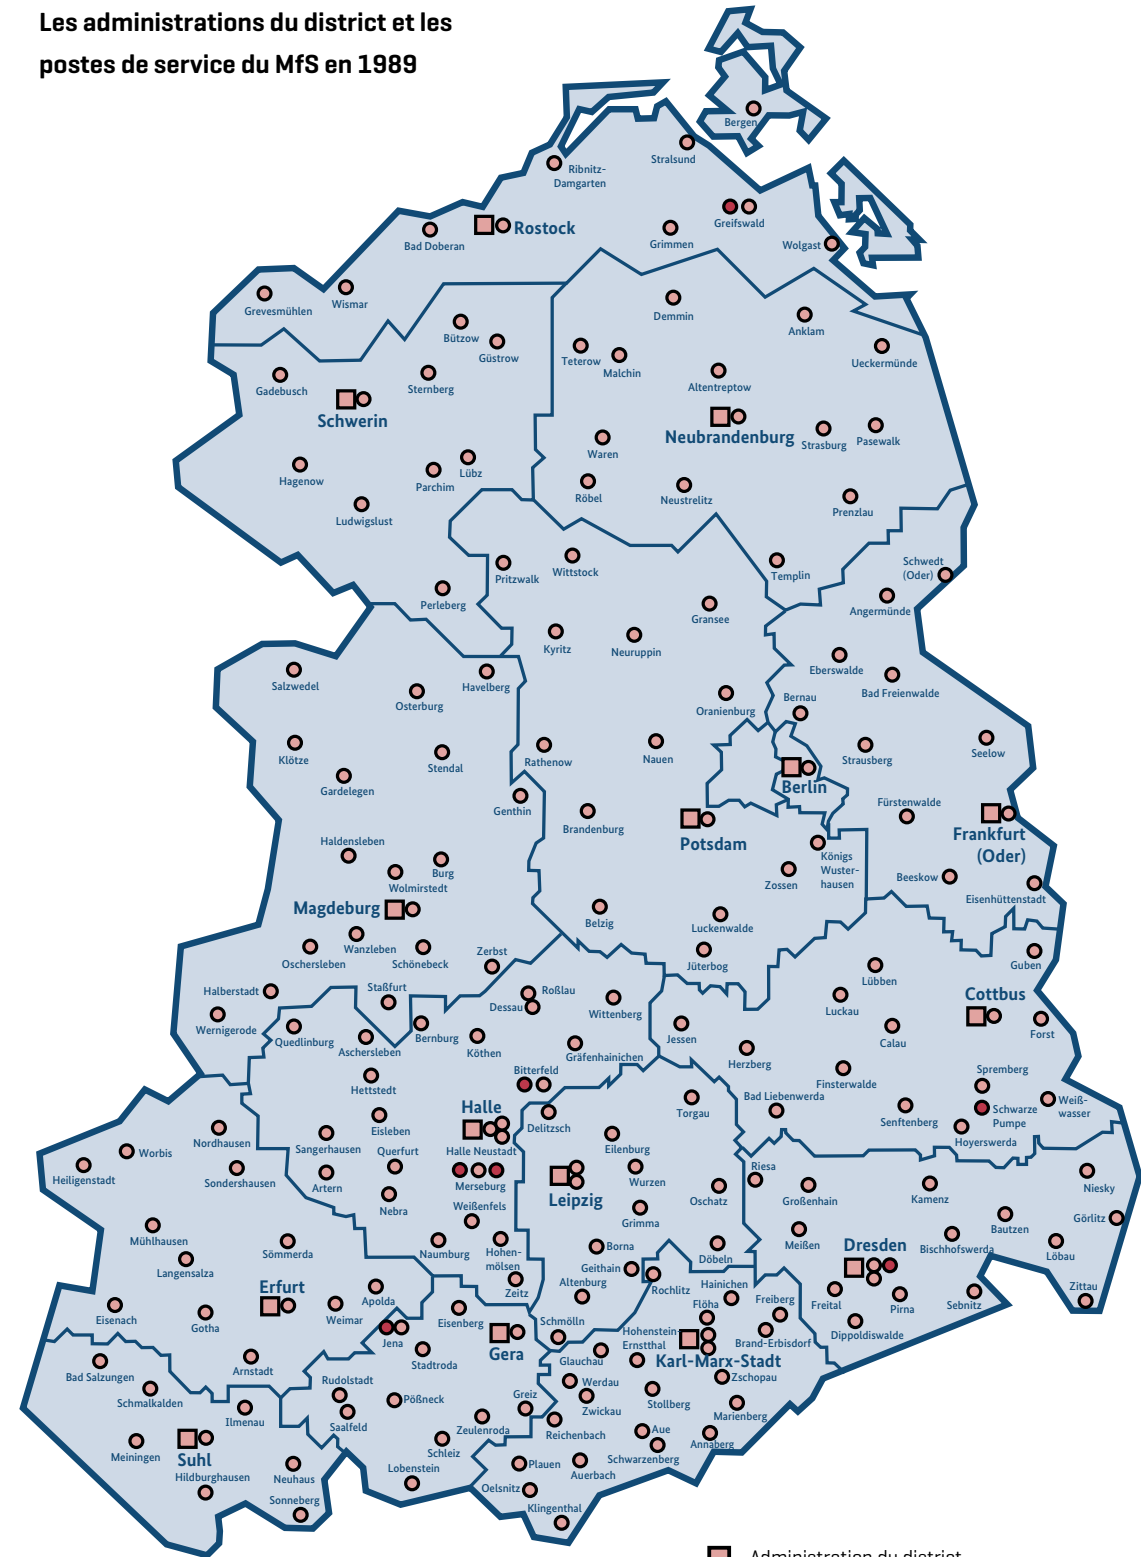 Les administrations du district et les
postes de service du MfS en 1989
Bergen
Stralsund
Ribnitz-
Damgarten
Greifswald
Rostock
Bad Doberan
Grimmen
Wolgast
Grevesmühlen
Wismar
Demmin
Anklam
Bützow
Güstrow
Teterow
Malchin
Ueckermünde
Gadebusch
Sternberg
Altentreptow
Schwerin
Neubrandenburg
Strasburg
Pasewalk
Waren
Hagenow
Parchim
Lübz
Röbel
Neustrelitz
Prenzlau
Ludwigslust
Pritzwalk
Wittstock
Templin
Schwedt
(Oder)
Perleberg
Gransee
Angermünde
Kyritz
Neuruppin
Eberswalde
Bad Freienwalde
Salzwedel
Osterburg
Havelberg
Oranienburg
Bernau
Klötze
Stendal
Rathenow
Nauen
Strausberg
Seelow
Gardelegen
Berlin
Genthin
Brandenburg
Potsdam
Fürstenwalde
Frankfurt
(Oder)
Haldensleben
Wolmirstedt
Burg
Königs
Wuster-
hausen
Zossen
Beeskow
Eisenhüttenstadt
Magdeburg
Belzig
Luckenwalde
Wanzleben
Oschersleben
Schönebeck
Zerbst
Jüterbog
Guben
Lübben
Halberstadt
Staßfurt
Roßlau
Dessau
Wittenberg
Luckau
Cottbus
Wernigerode
Quedlinburg
Aschersleben
Bernburg
Köthen
Gräfenhainichen
Jessen
Herzberg
Calau
Forst
Hettstedt
Bitterfeld
Finsterwalde
Spremberg
Weiß-
wasser
Schwarze
Pumpe
Torgau
Bad Liebenwerda
Senftenberg
Hoyerswerda
Halle
Delitzsch
Eisleben
Nordhausen
Sangerhausen
Halle Neustadt
Eilenburg
Worbis
Heiligenstadt
Sondershausen
Artern
Querfurt
Merseburg
Leipzig
Wurzen
Oschatz
Riesa
Großenhain
Kamenz
Niesky
Nebra
Weißenfels
Grimma
Bautzen
Görlitz
Mühlhausen
Sömmerda
Naumburg
Hohen-
mölsen
Borna
Döbeln
Meißen
Dresden
Bischofswerda
Löbau
Langensalza
Zeitz
Geithain
Altenburg
Rochlitz
Hainichen
Freital
Pirna
Sebnitz
Zittau
Erfurt
Apolda
Eisenach
Gotha
Weimar
Jena
Eisenberg
Gera
Schmölln
Flöha
Freiberg
Brand-Erbisdorf
Dippoldiswalde
Hohenstein-
Ernstthal
Karl-Marx-Stadt
Stadtroda
Glauchau
Bad Salzungen
Arnstadt
Zschopau
Schmalkalden
Rudolstadt
Pößneck
Greiz
Werdau
Zwickau
Stollberg
Marienberg
Ilmenau
Saalfeld
Zeulenroda
Reichenbach
Aue
Annaberg
Meiningen
Suhl
Schleiz
Schwarzenberg
Hildburghausen
Neuhaus
Lobenstein
Plauen
Auerbach
Oelsnitz
Sonneberg
Klingenthal
Administration du district